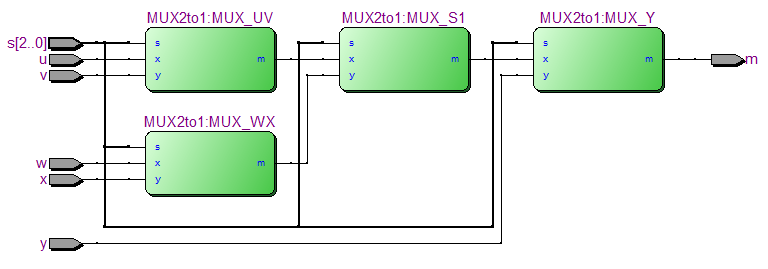 MUX2to1:MUX_UV MUX2to1:MUX_S1 MUX2to1:MUX_Y
s[2..0] s s s
u x m x m x m m
v y y y
MUX2to1:MUX_WX
s
w x m
x y
y